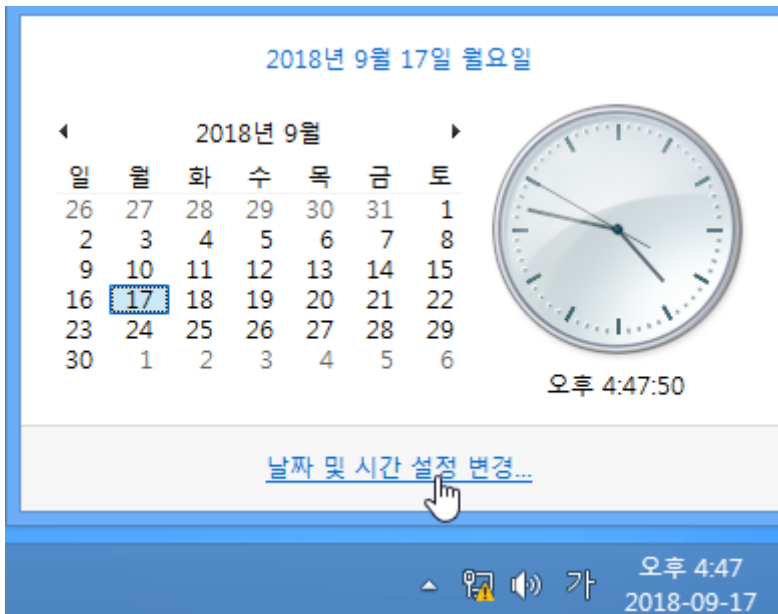 2018년 9월 17일 월요일
2018년 9월
일 월 화 수 목 금 토
26 27 28 29 30 31 1
2 3 4 5 6 7 8
9 10 11 12 13 14 15
16 17 18 19 20 21 22
23 24 25 26 27 28 29
30 1 2 3 4 5 6
오후 4:47:50
날짜 및 시간 설정 변경...
가
오후 4:47
2018-09-17